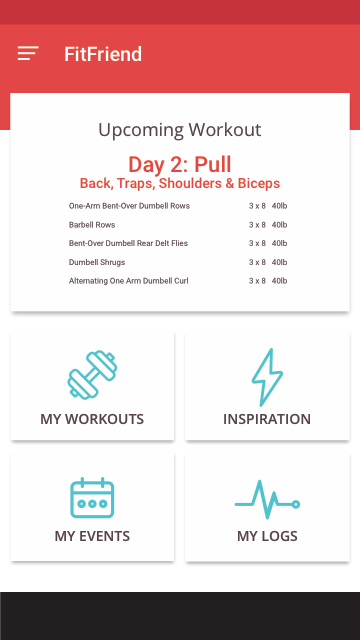 FitFriend
Upcoming Workout
Day 2: Pull
Back, Traps, Shoulders & Biceps
One-Arm Bent-Over Dumbell Rows 3 x 8 40lb
Barbell Rows 3 x 8 40lb
Bent-Over Dumbell Rear Delt Flies 3 x 8 40lb
Dumbell Shrugs 3 x 8 40lb
Alternating One Arm Dumbell Curl 3 x 8 40lb
MY WORKOUTS
INSPIRATION
MY EVENTS
MY LOGS